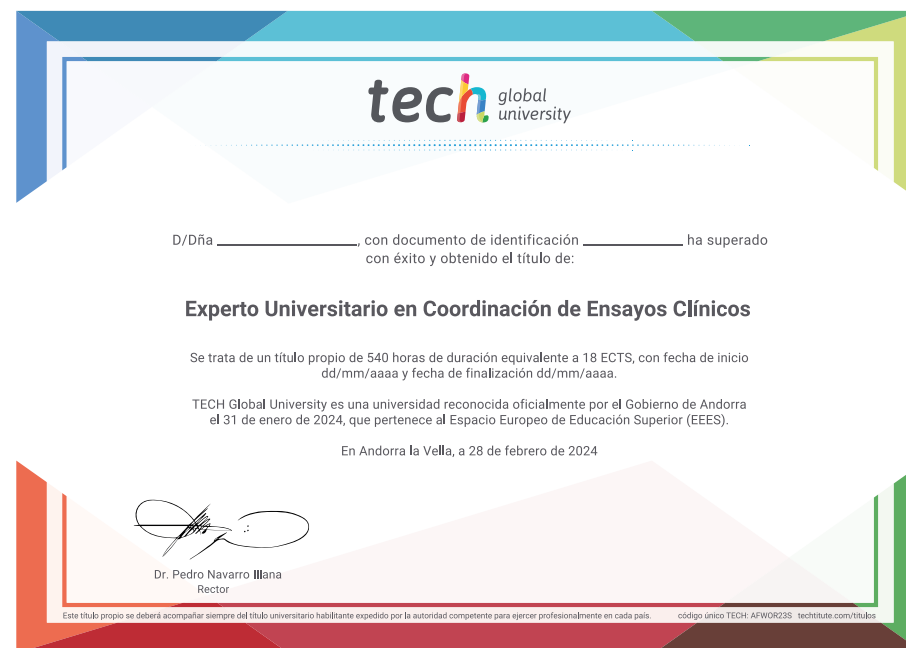 tech global university
D/Dña ____________________, con documento de identificación ______________ ha superado
con éxito y obtenido el título de:
Experto Universitario en Coordinación de Ensayos Clínicos
Se trata de un título propio de 540 horas de duración equivalente a 18 ECTS, con fecha de inicio
dd/mm/aaaa y fecha de finalización dd/mm/aaaa.
TECH Global University es una universidad reconocida oficialmente por el Gobierno de Andorra
el 31 de enero de 2024, que pertenece al Espacio Europeo de Educación Superior (EEES).
En Andorra la Vella, a 28 de febrero de 2024
Dr. Pedro Navarro Illana
Rector
Este título propio se deberá acompañar siempre del título universitario habilitante expedido por la autoridad competente para ejercer profesionalmente en cada país. código único TECH: AFWOR23S techtitute.com/titulos